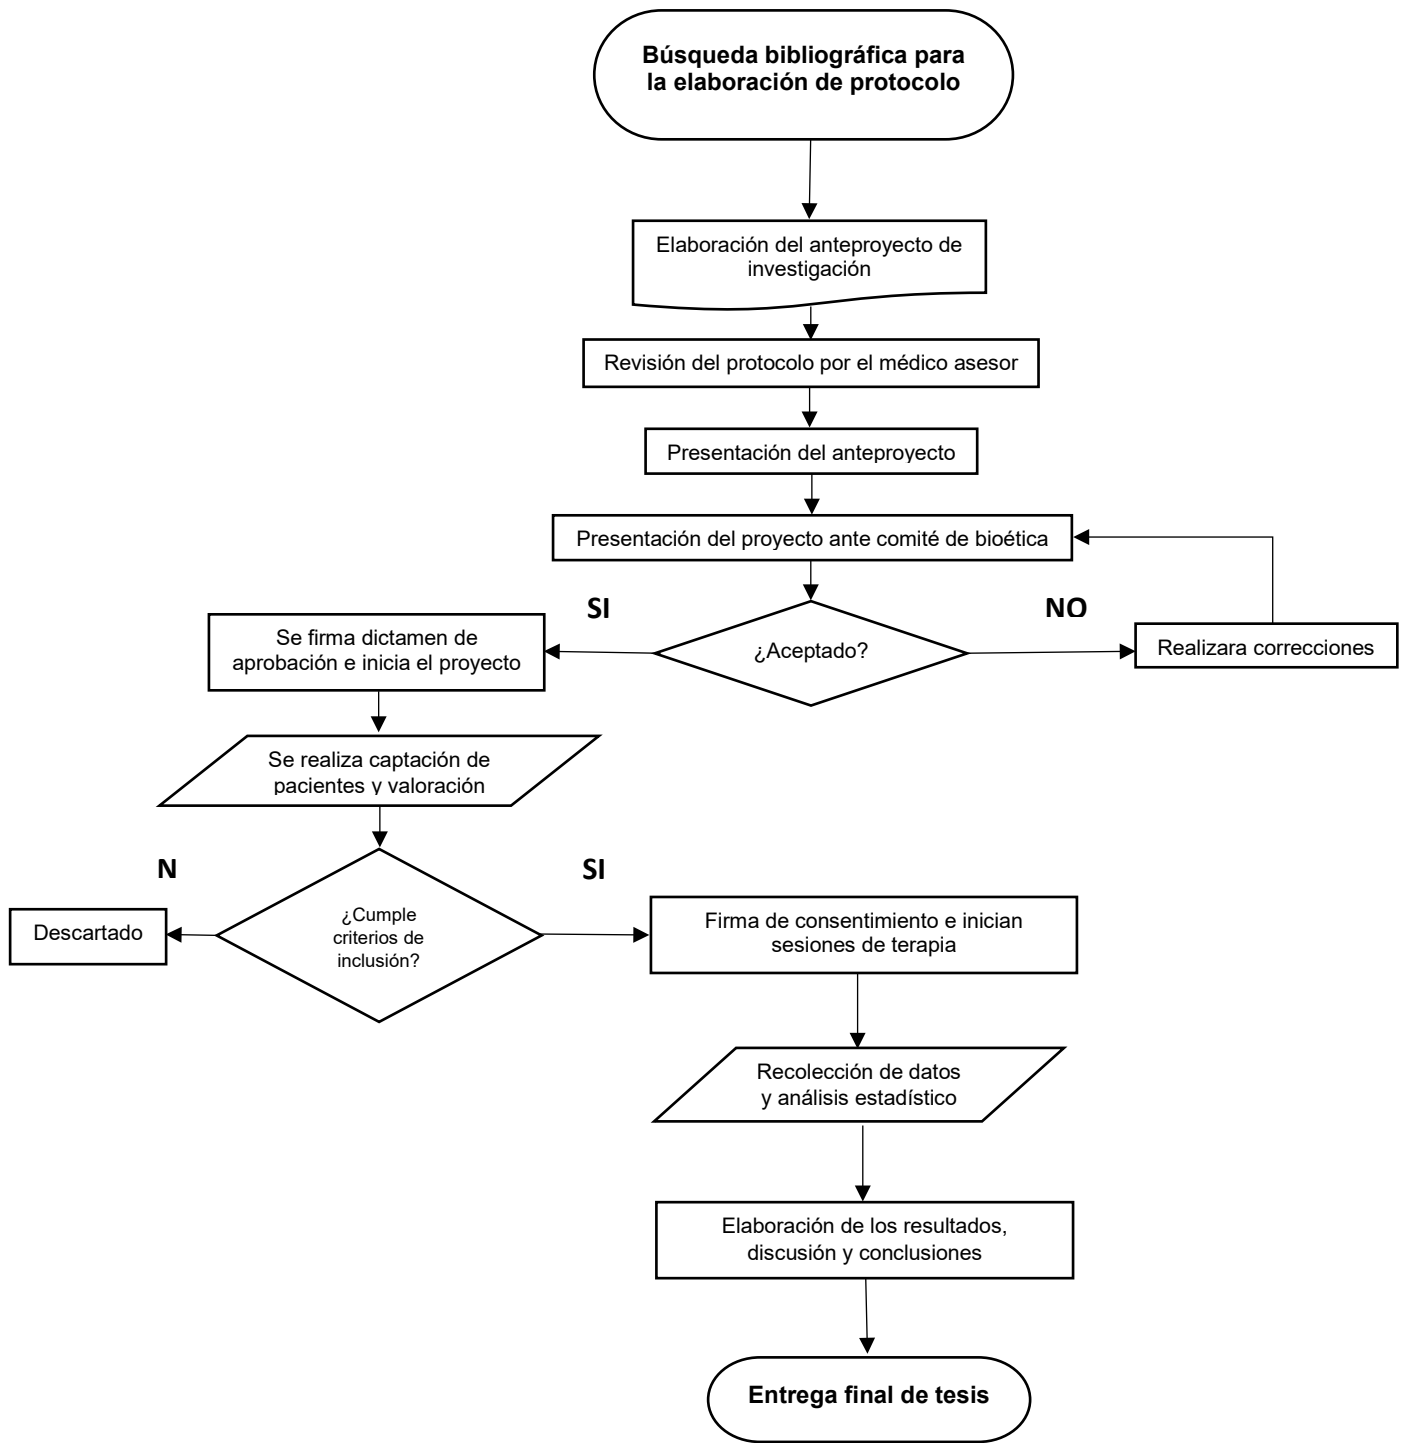 Búsqueda bibliográfica para
la elaboración de protocolo
Elaboración del anteproyecto de
investigación
Revisión del protocolo por el médico asesor
Presentación del anteproyecto
Presentación del proyecto ante comité de bioética
SI
NO
Se firma dictamen de
aprobación e inicia el proyecto
¿Aceptado?
Realizara correcciones
Se realiza captación de
pacientes y valoración
N
SI
Descartado
¿Cumple
criterios de
inclusión?
Firma de consentimiento e inician
sesiones de terapia
Recolección de datos
y análisis estadístico
Elaboración de los resultados,
discusión y conclusiones
Entrega final de tesis